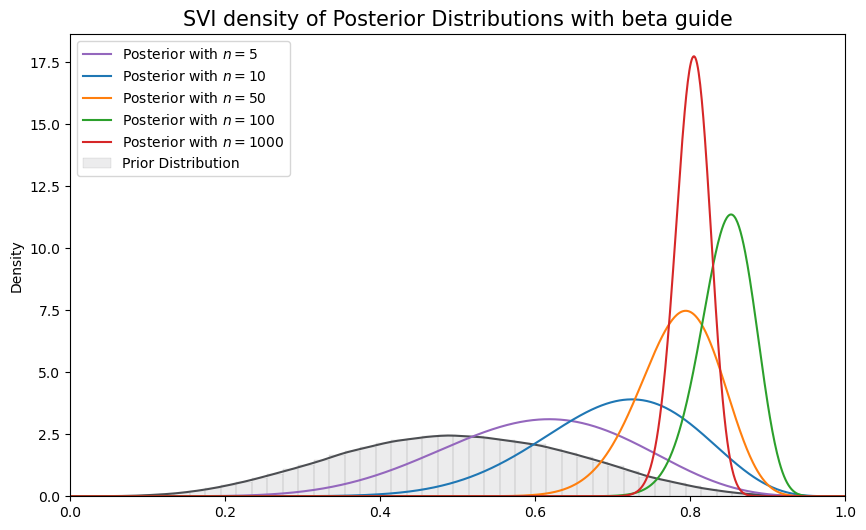 SVI density of Posterior Distributions with beta guide
Posterior with n = 5
Posterior with n = 10
Posterior with n = 50
Posterior with n = 100
Posterior with n = 1000
Prior Distribution
Density
17.5
15.0
12.5
10.0
7.5
5.0
2.5
0.0
0.0 0.2 0.4 0.6 0.8 1.0